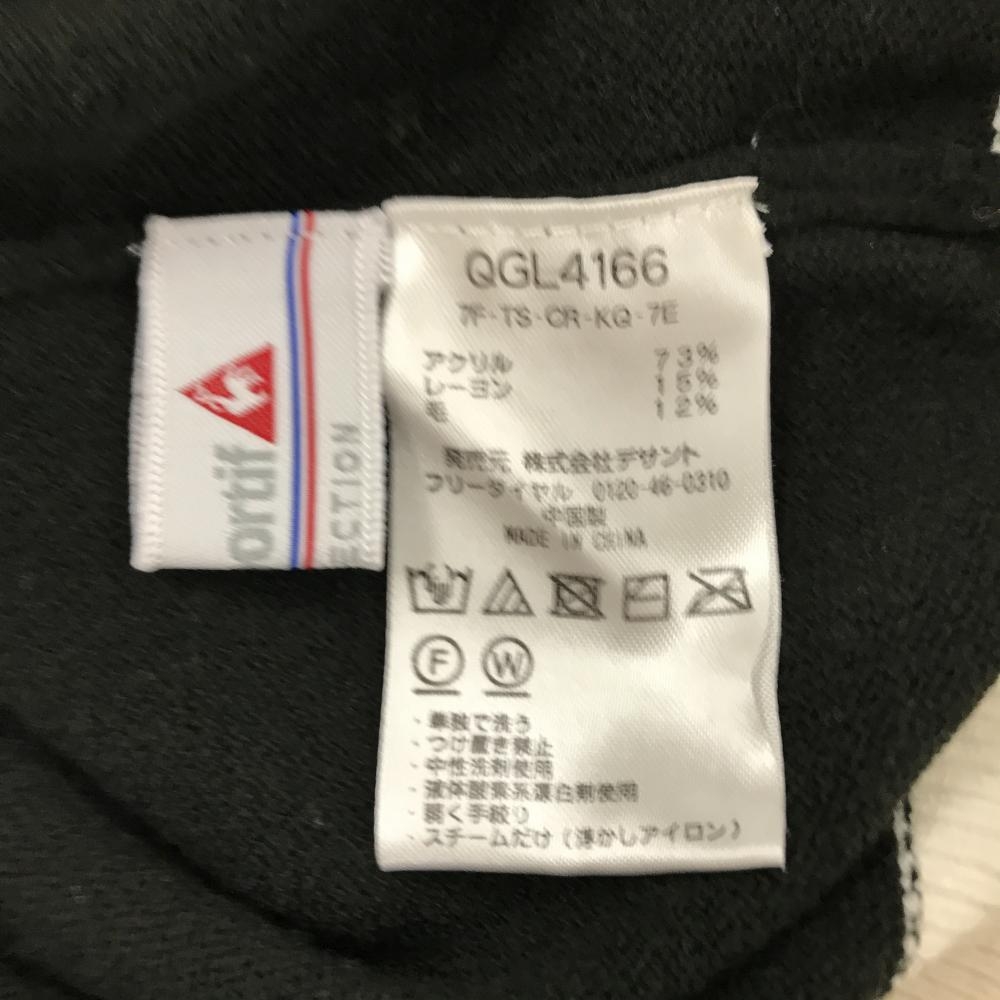 ortif
ECTION
QGL4166
7F-TS-CR-KQ-7E
アクリル 73%
レーヨン 15%
毛 12%
発売元 株式会社デサント
フリーダイヤル 0120-46-0310
中国製
MADE IN CHINA
F W
・単独で洗う
・つけ置き禁止
・中性洗剤使用
・液体酸素系漂白剤使用
・弱く手絞り
・スチームだけ(浮かしアイロン)